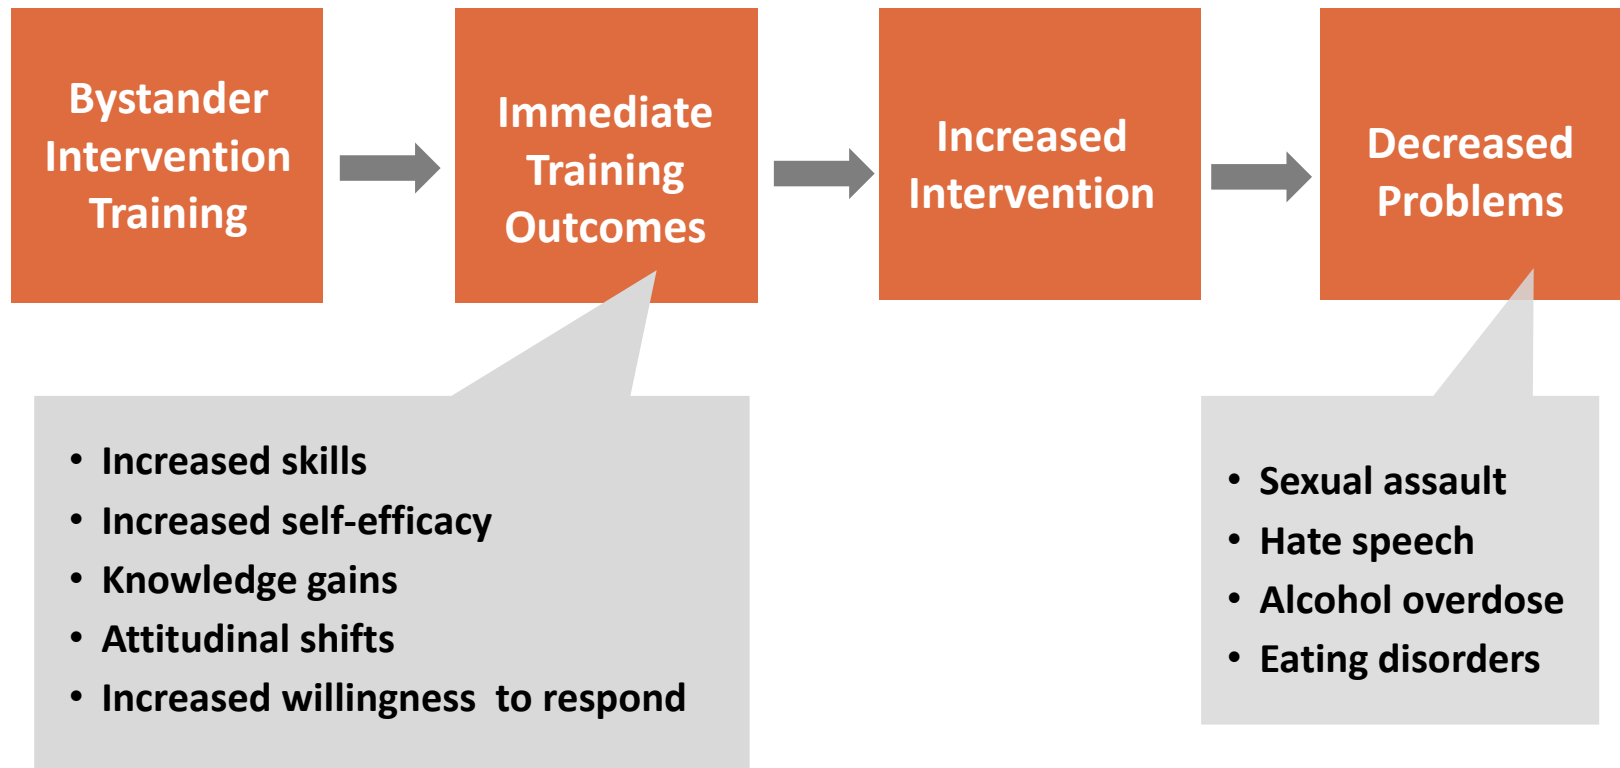 Bystander
Intervention
Training
Immediate
Training
Outcomes
Increased
Intervention
Decreased
Problems
• Increased skills
• Increased self-efficacy
• Knowledge gains
• Attitudinal shifts
• Increased willingness  to respond
• Sexual assault
• Hate speech
• Alcohol overdose
• Eating disorders